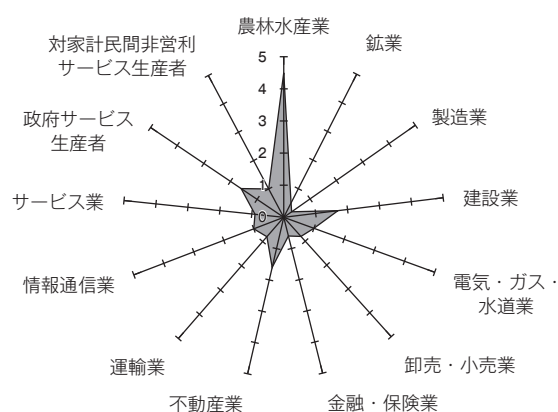 農林水産業
鉱業
製造業
建設業
電気・ガス・
水道業
卸売・小売業
金融・保険業
不動産業
運輸業
情報通信業
サービス業
政府サービス
生産者
対家計民間非営利
サービス生産者
5
4
3
2
1
0